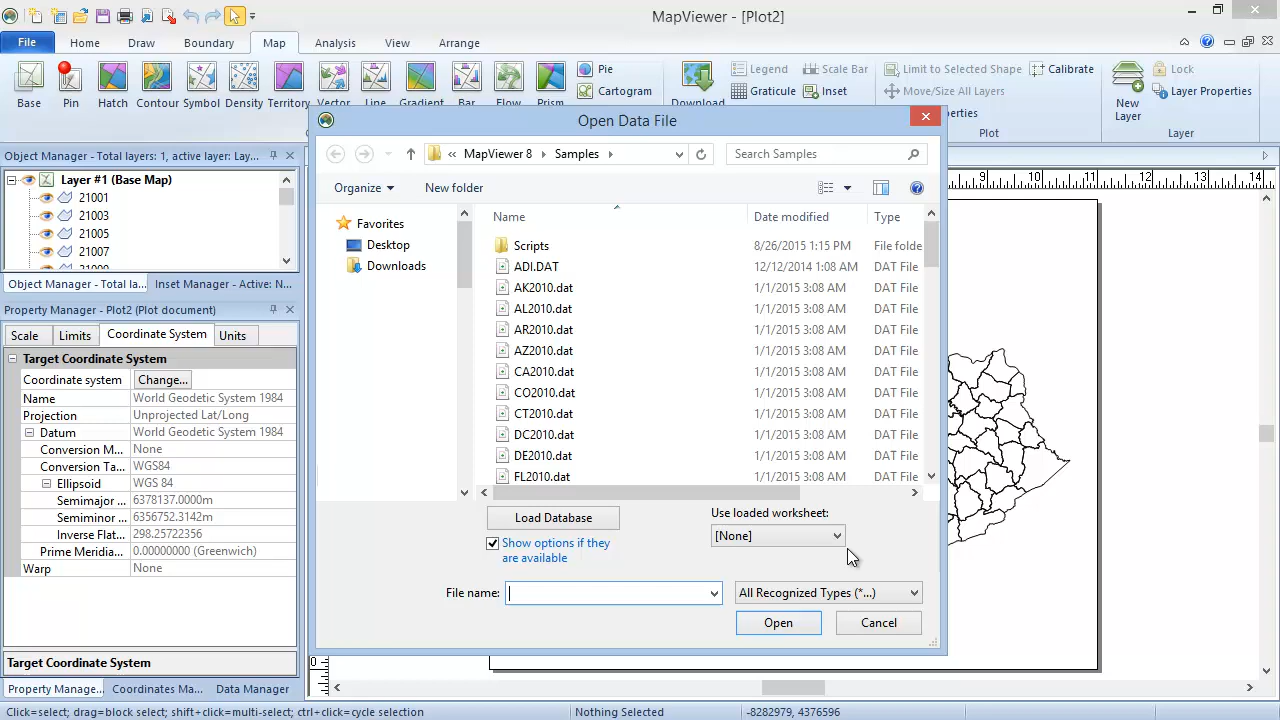 MapViewer - [Plot2]
File Home Draw Boundary Map Analysis View Arrange
Base Pin Hatch Contour Symbol Density Territory Vector Line Gradient Bar Flow Prism
Pie
Cartogram
Download
Legend Scale Bar
Graticule Inset
Limit to Selected Shape Calibrate
Move/Size All Layers
Plot
New
Layer
Lock
Layer Properties
Layer
Object Manager - Total layers: 1, active layer: Lay...
Layer #1 (Base Map)
21001
21003
21005
21007
Object Manager - Total la... Inset Manager - Active: N...
Property Manager - Plot2 (Plot document)
Scale Limits Coordinate System Units
Target Coordinate System
Coordinate system Change...
Name World Geodetic System 1984
Projection Unprojected Lat/Long
Datum World Geodetic System 1984
Conversion M... None
Conversion Ta... WGS84
Ellipsoid WGS 84
Semimajor ... 6378137.0000m
Semiminor ... 6356752.3142m
Inverse Flat... 298.25722356
Prime Meridia... 0.00000000 (Greenwich)
Warp None
Target Coordinate System
Property Manage... Coordinates Ma... Data Manager
Open Data File
« MapViewer 8 Samples
Search Samples
Organize New folder
Favorites
Desktop
Downloads
Name Date modified Type
Scripts 8/26/2015 1:15 PM File folde
ADI.DAT 12/12/2014 1:08 AM DAT File
AK2010.dat 1/1/2015 3:08 AM DAT File
AL2010.dat 1/1/2015 3:08 AM DAT File
AR2010.dat 1/1/2015 3:08 AM DAT File
AZ2010.dat 1/1/2015 3:08 AM DAT File
CA2010.dat 1/1/2015 3:08 AM DAT File
CO2010.dat 1/1/2015 3:08 AM DAT File
CT2010.dat 1/1/2015 3:08 AM DAT File
DC2010.dat 1/1/2015 3:08 AM DAT File
DE2010.dat 1/1/2015 3:08 AM DAT File
FL2010.dat 1/1/2015 3:08 AM DAT File
Load Database
Use loaded worksheet:
[None]
Show options if they
are available
File name:
All Recognized Types (*...)
Open Cancel
9 10 11 12 13 14
0
Click=select; drag=block select; shift+click=multi-select; ctrl+click=cycle selection Nothing Selected -8282979, 4376596